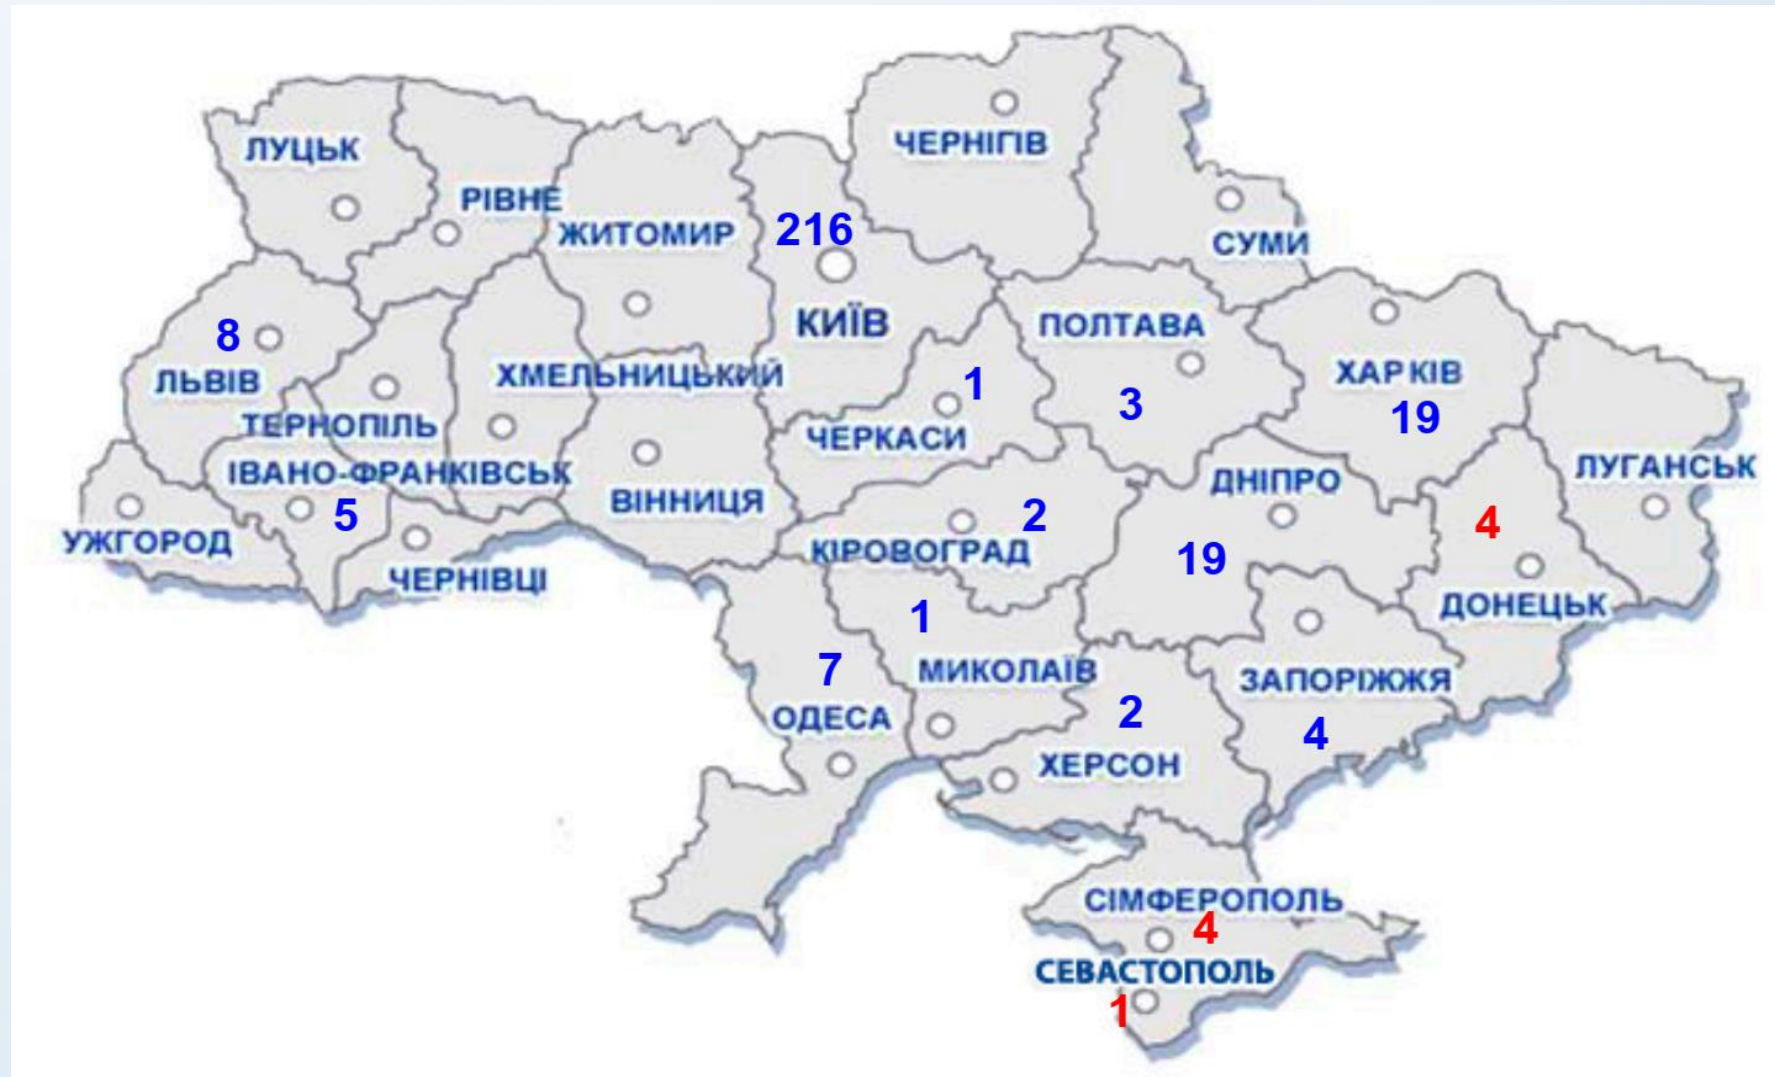 ЧЕРНІГІВ
ЛУЦЬК
РІВНЕ
ЖИТОМИР
216
СУМИ
КИЇВ
ПОЛТАВА
8
ЛЬВІВ
ХМЕЛЬНИЦЬКИЙ
1
3
ХАРКІВ
19
ТЕРНОПІЛЬ
ЧЕРКАСИ
ІВАНО-ФРАНКІВСЬК
5
ВІННИЦЯ
2
ДНІПРО
ЛУГАНСЬК
4
УЖГОРОД
КІРОВОГРАД
19
ЧЕРНІВЦІ
1
ДОНЕЦЬК
7
МИКОЛАЇВ
ЗАПОРІЖЖЯ
ОДЕСА
2
4
ХЕРСОН
СІМФЕРОПОЛЬ
4
СЕВАСТОПОЛЬ
1